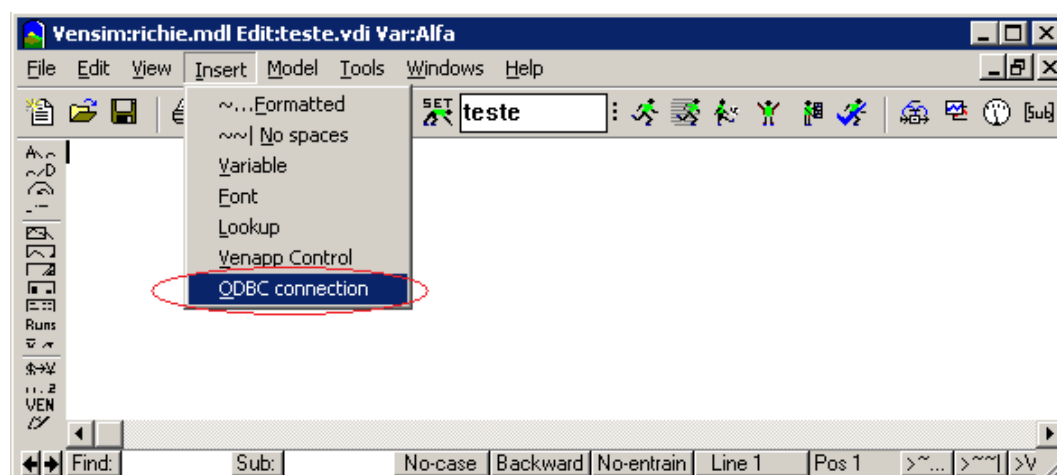 Vensim:richie.mdl Edit:teste.vdi Var:Alfa
File Edit View Insert Model Tools Windows Help
SET teste
[Sub]
~...Formatted
~~| No spaces
Variable
Font
Lookup
Venapp Control
ODBC connection
Runs
VEN
Find: Sub: No-case Backward No-entrain Line 1 Pos 1 >~... >~~| >V